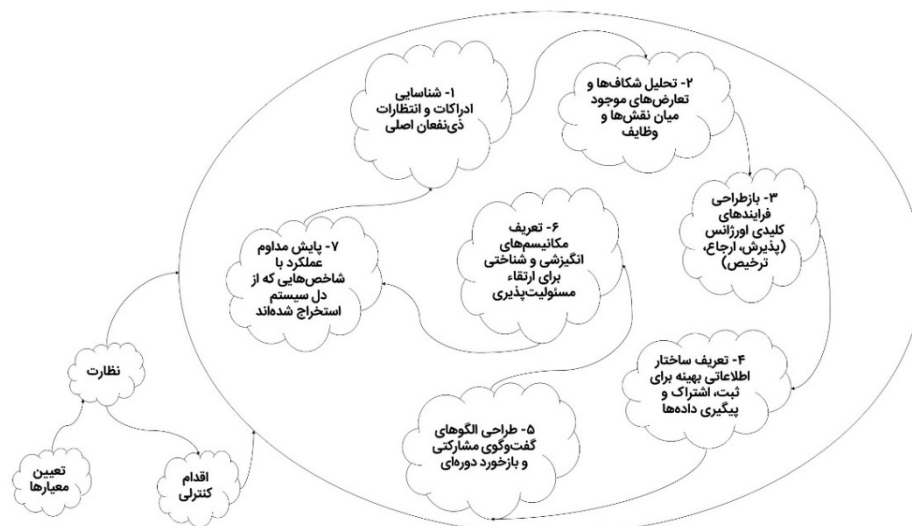 ۱- شناسایی
ادراکات و انتظارات
ذی‌نفعان اصلی
۲- تحلیل شکاف‌ها و
تعارض‌های موجود
میان نقش‌ها و
وظایف
۳- بازطراحی
فرایندهای
کلیدی اورژانس
(پذیرش، ارجاع،
ترخیص)
۴- تعریف ساختار
اطلاعاتی بهینه برای
ثبت، اشتراک و
پیگیری داده‌ها
۵- طراحی الگوهای
گفت‌وگوی مشارکتی
و بازخورد دوره‌ای
۶- تعریف
مکانیسم‌های
انگیزشی و شناختی
برای ارتقاء
مسئولیت‌پذیری
۷- پایش مداوم
عملکرد با
شاخص‌هایی که از
دل سیستم
استخراج شده‌اند
نظارت
تعیین
معیارها
اقدام
کنترلی